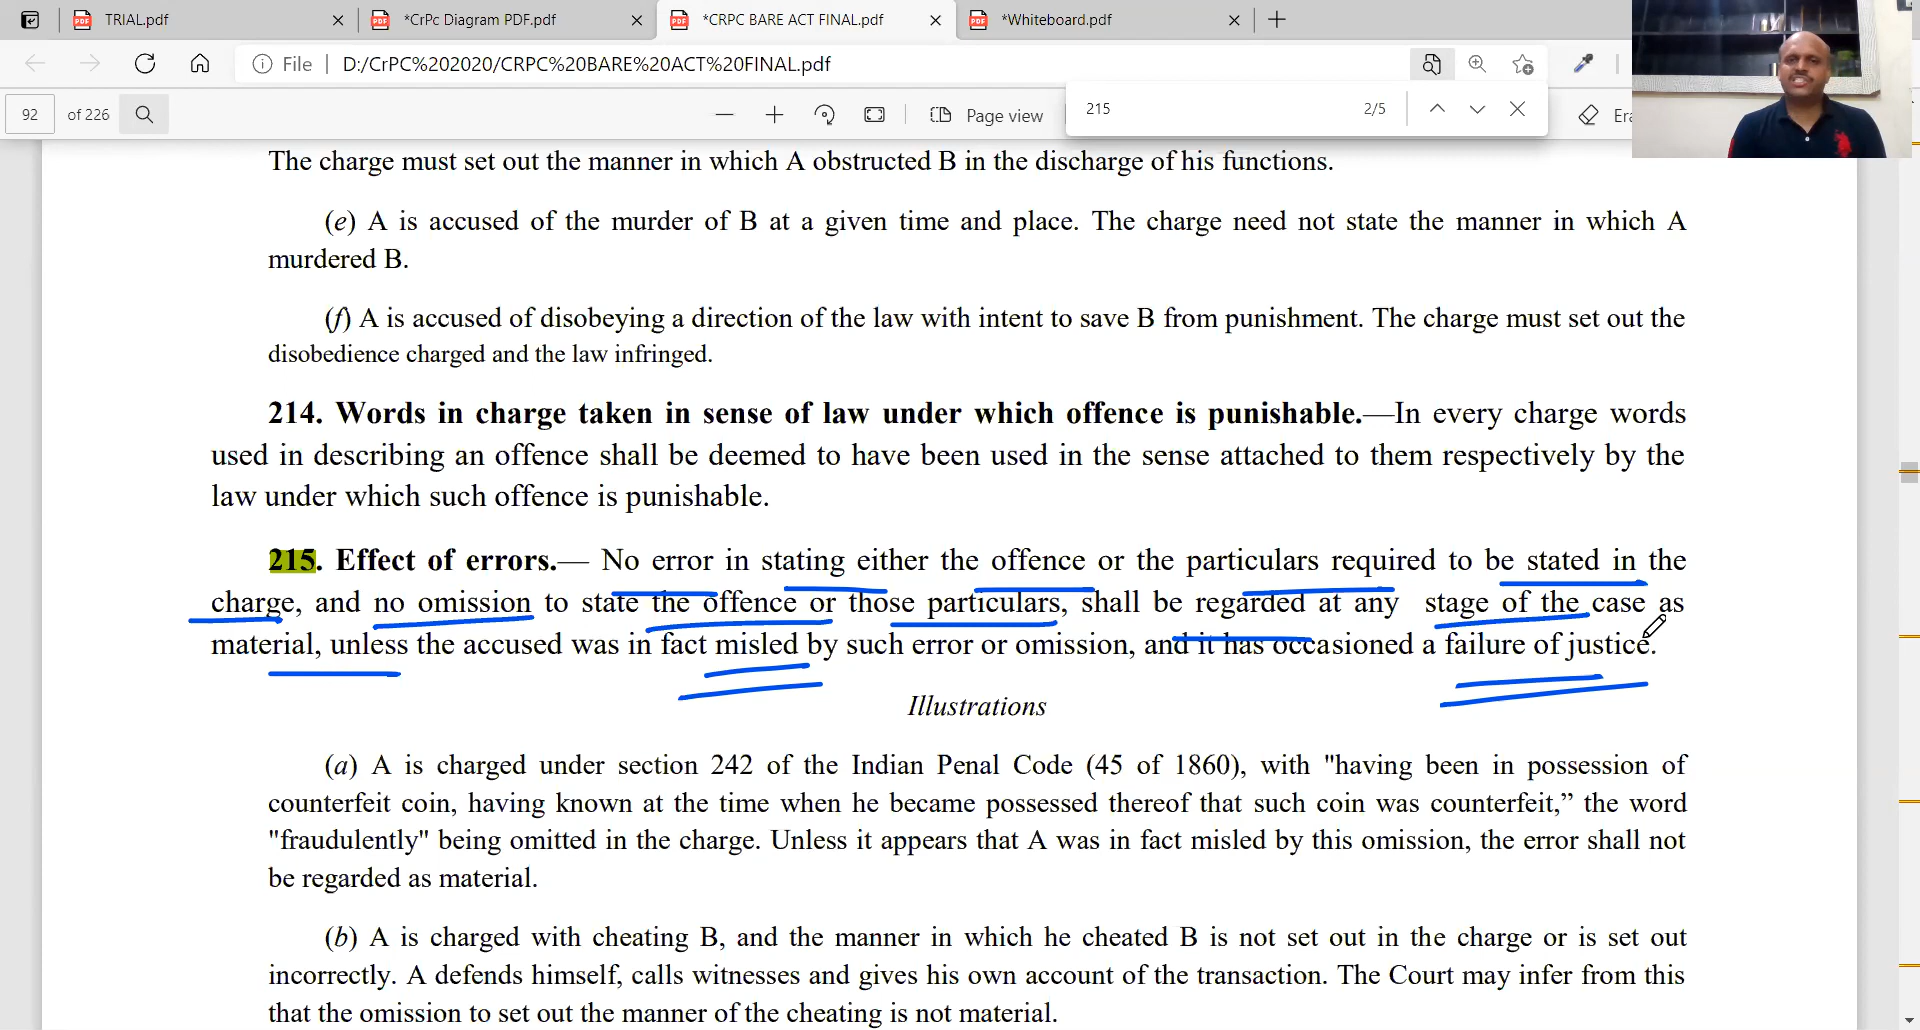 TRIAL.pdf
*CrPc Diagram PDF.pdf
*CRPC BARE ACT FINAL.pdf
*Whiteboard.pdf
File
D:/CrPC%202020/CRPC%20BARE%20ACT%20FINAL.pdf
92 of 226
Page view
215
2/5
Era
The charge must set out the manner in which A obstructed B in the discharge of his functions.
(e) A is accused of the murder of B at a given time and place. The charge need not state the manner in which A
murdered B.
(f) A is accused of disobeying a direction of the law with intent to save B from punishment. The charge must set out the
disobedience charged and the law infringed.
214. Words in charge taken in sense of law under which offence is punishable.—In every charge words
used in describing an offence shall be deemed to have been used in the sense attached to them respectively by the
law under which such offence is punishable.
215. Effect of errors.— No error in stating either the offence or the particulars required to be stated in the
charge, and no omission to state the offence or those particulars, shall be regarded at any stage of the case as
material, unless the accused was in fact misled by such error or omission, and it has occasioned a failure of justice.
Illustrations
(a) A is charged under section 242 of the Indian Penal Code (45 of 1860), with "having been in possession of
counterfeit coin, having known at the time when he became possessed thereof that such coin was counterfeit,” the word
"fraudulently" being omitted in the charge. Unless it appears that A was in fact misled by this omission, the error shall not
be regarded as material.
(b) A is charged with cheating B, and the manner in which he cheated B is not set out in the charge or is set out
incorrectly. A defends himself, calls witnesses and gives his own account of the transaction. The Court may infer from this
that the omission to set out the manner of the cheating is not material.